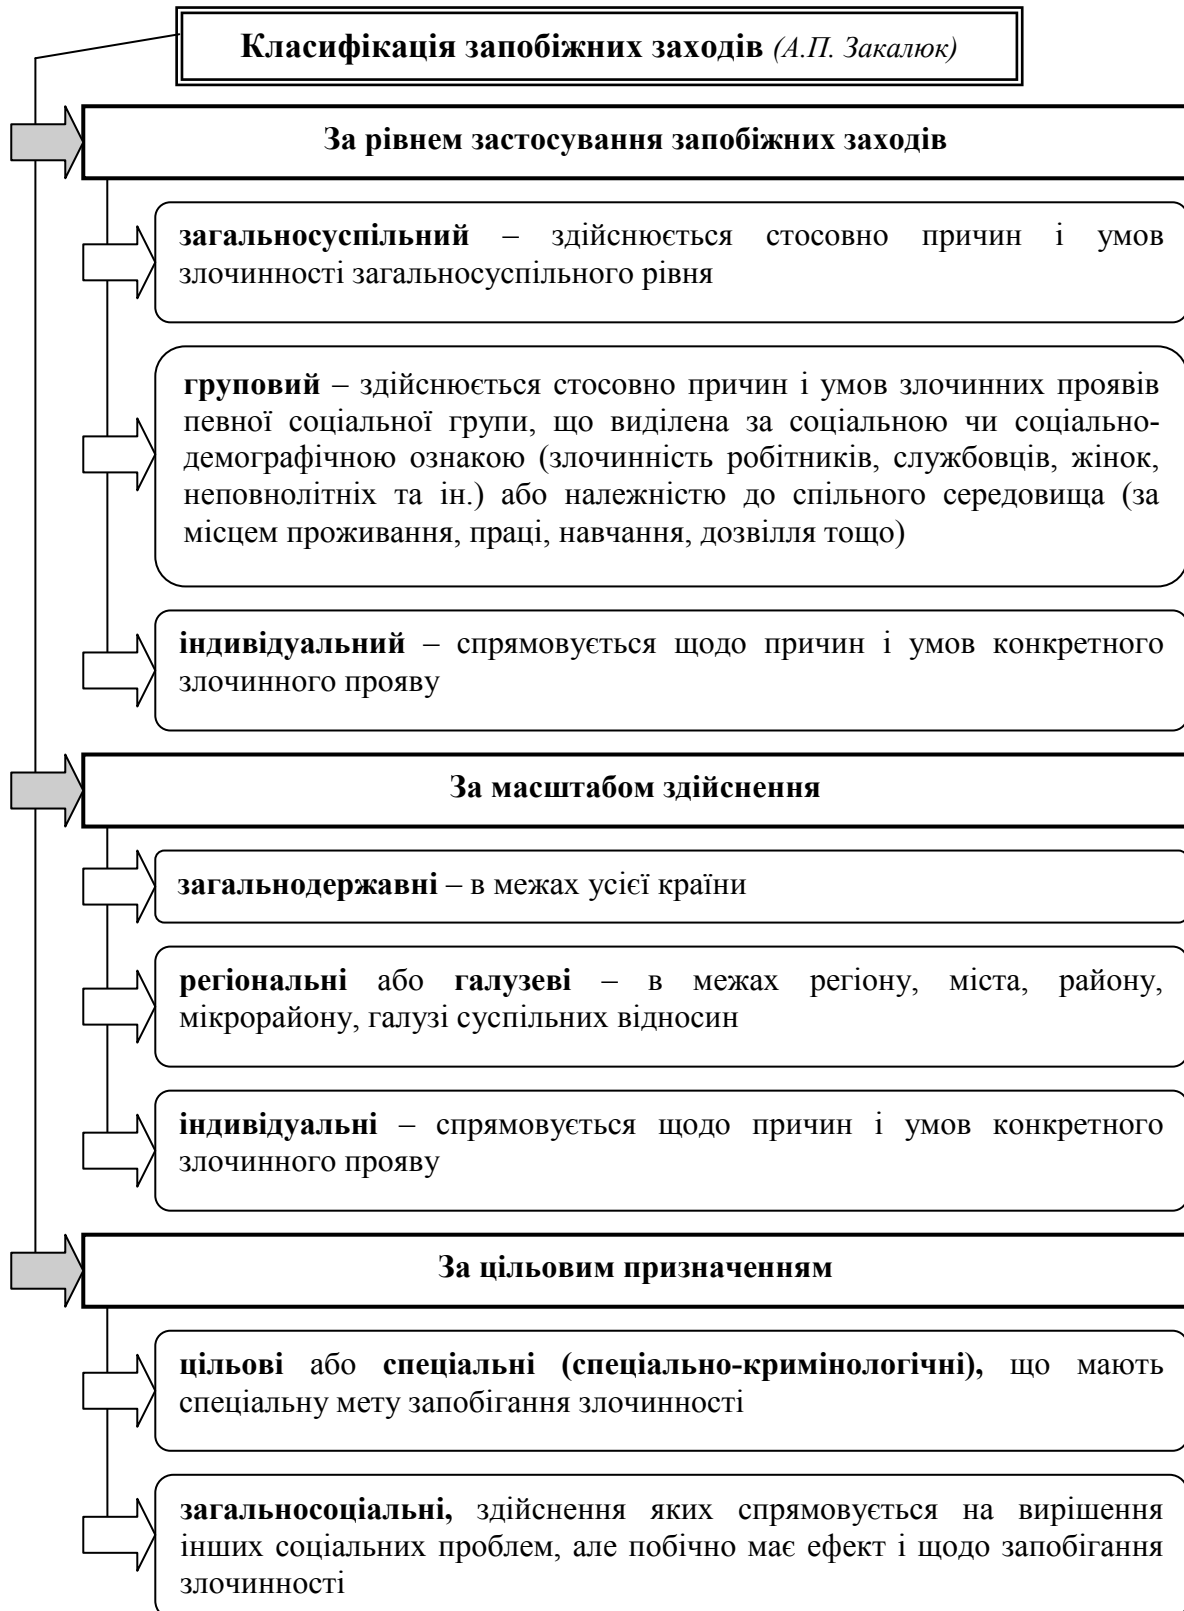 Класифікація запобіжних заходів (А.П. Закалюк)
За рівнем застосування запобіжних заходів
загальносуспільний – здійснюється стосовно причин і умов
злочинності загальносуспільного рівня
груповий – здійснюється стосовно причин і умов злочинних проявів
певної соціальної групи, що виділена за соціальною чи соціально-
демографічною ознакою (злочинність робітників, службовців, жінок,
неповнолітніх та ін.) або належністю до спільного середовища (за
місцем проживання, праці, навчання, дозвілля тощо)
індивідуальний – спрямовується щодо причин і умов конкретного
злочинного прояву
За масштабом здійснення
загальнодержавні – в межах усієї країни
регіональні або галузеві – в межах регіону, міста, району,
мікрорайону, галузі суспільних відносин
індивідуальні – спрямовується щодо причин і умов конкретного
злочинного прояву
За цільовим призначенням
цільові або спеціальні (спеціально-кримінологічні), що мають
спеціальну мету запобігання злочинності
загальносоціальні, здійснення яких спрямовується на вирішення
інших соціальних проблем, але побічно має ефект і щодо запобігання
злочинності